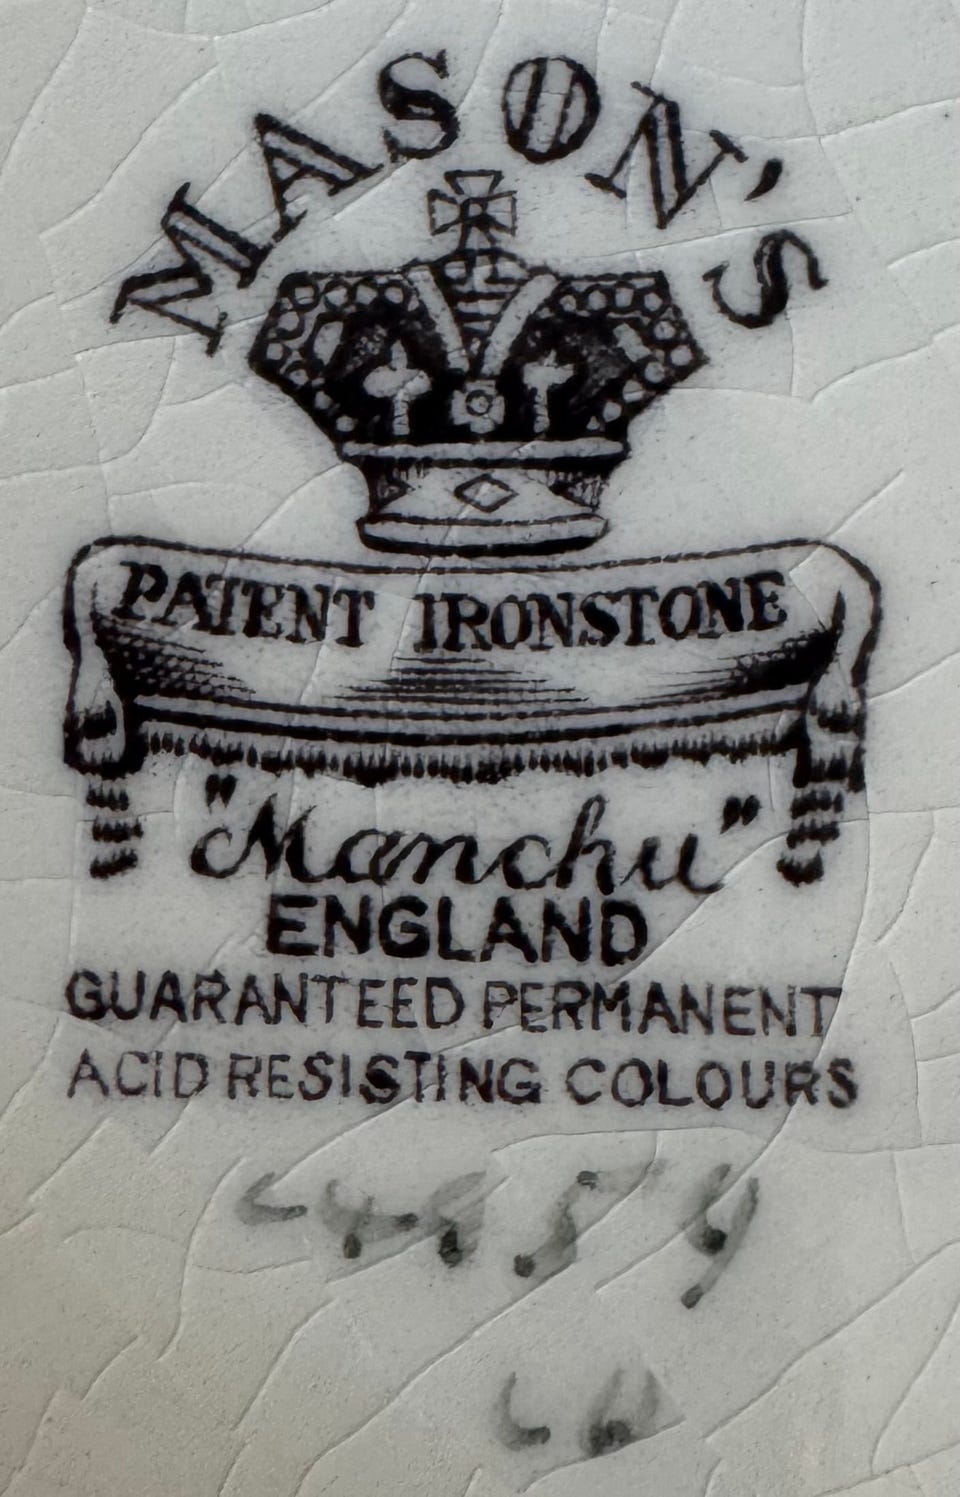 MASON'S
PATENT IRONSTONE
"Manchu"
ENGLAND
GUARANTEED PERMANENT
ACID RESISTING COLOURS